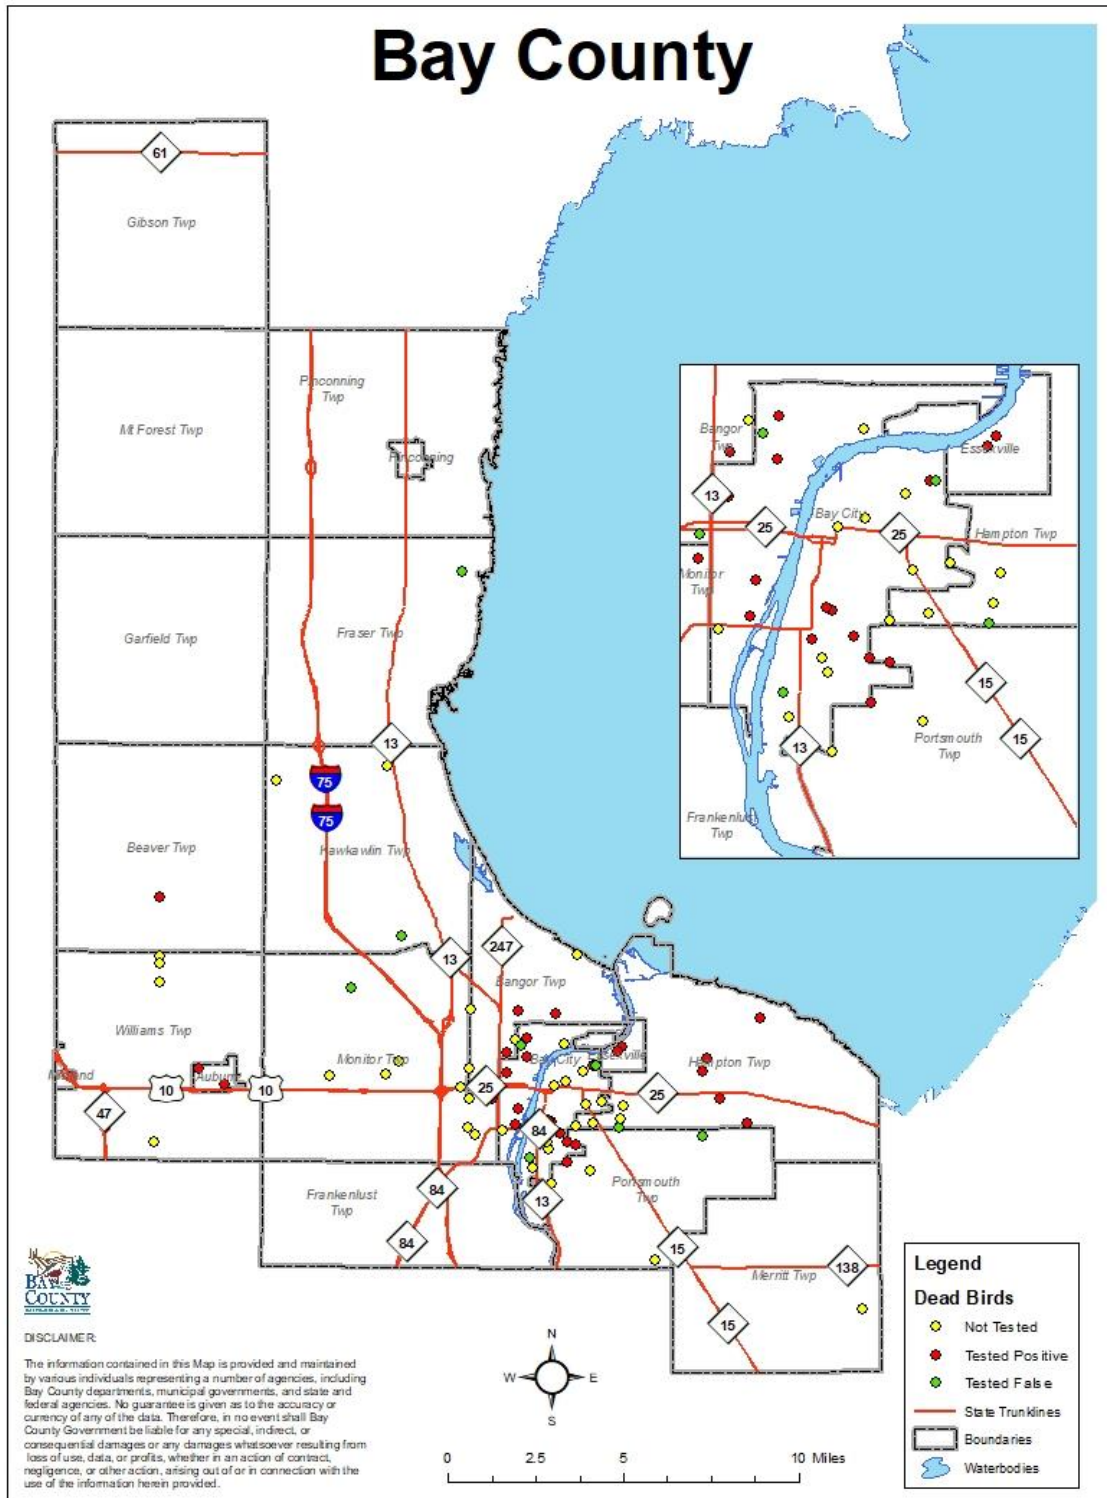 Bay County
61
Gibson Twp
Pinconning
Twp
Mt Forest Twp
Pinconning
Garfield Twp
Fraser Twp
13
75
75
Beaver Twp
Kawkawlin Twp
13
247
Bangor Twp
Williams Twp
Monitor Twp
Bay City
Essexville
Hampton Twp
Midland
Auburn
10
10
25
25
47
84
Frankenlust
Twp
84
84
13
Portsmouth
Twp
15
138
Merritt Twp
15
Bangor
Twp
Essexville
13
25
Bay City
25
Hampton Twp
Monitor
Twp
15
13
Portsmouth
Twp
15
Frankenlust
Twp
BAY
COUNTY
DISCLAIMER:
The information contained in this Map is provided and maintained
by various individuals representing a number of agencies, including
Bay County departments, municipal governments, and state and
federal agencies. No guarantee is given as to the accuracy or
currency of any of the data. Therefore, in no event shall Bay
County Government be liable for any special, indirect, or
consequential damages or any damages whatsoever resulting from
loss of use, data, or profits, whether in an action of contract,
negligence, or other action, arising out of or in connection with the
use of the information herein provided.
N
W E
S
0 2.5 5 10 Miles
Legend
Dead Birds
Not Tested
Tested Positive
Tested False
State Trunklines
Boundaries
Waterbodies